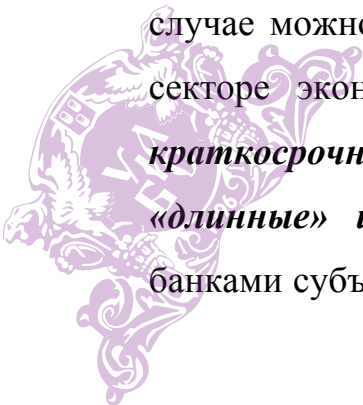 случае можно
секторе экон
краткосрочн
«длинные» и
банками субъ